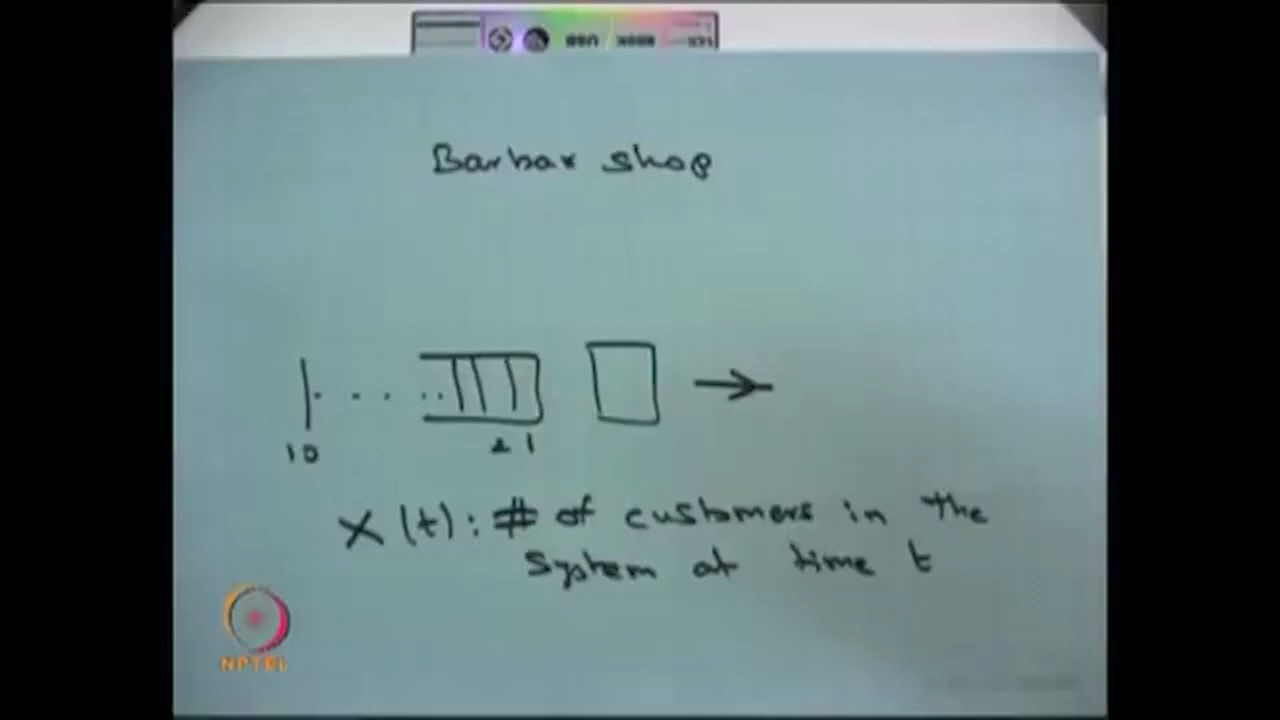 Barbar shop
10 2 1
X(t): # of customers in the
system at time t
NPTEL